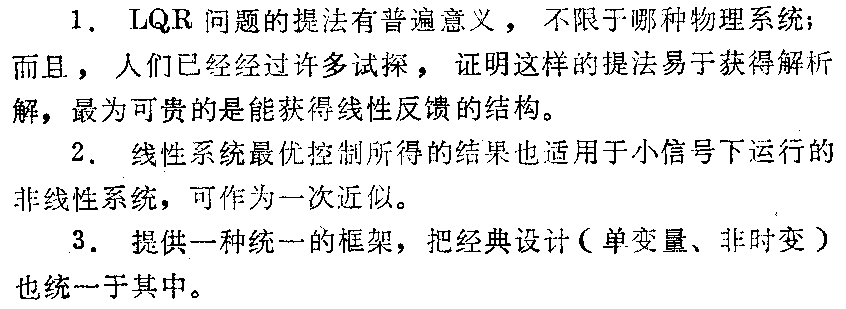 1． LQR 问题的提法有普遍意义， 不限于哪种物理系统；
而且， 人们已经经过许多试探， 证明这样的提法易于获得解析
解，最为可贵的是能获得线性反馈的结构。
2． 线性系统最优控制所得的结果也适用于小信号下运行的
非线性系统，可作为一次近似。
3． 提供一种统一的框架，把经典设计（单变量、非时变）
也统一于其中。